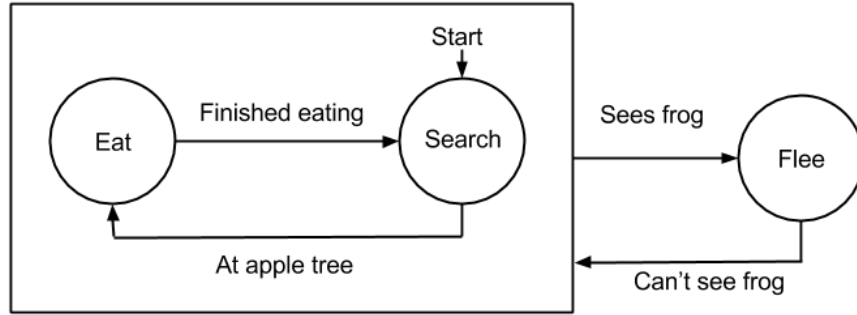 Start
Finished eating
Eat
Search
At apple tree
Sees frog
Flee
Can't see frog